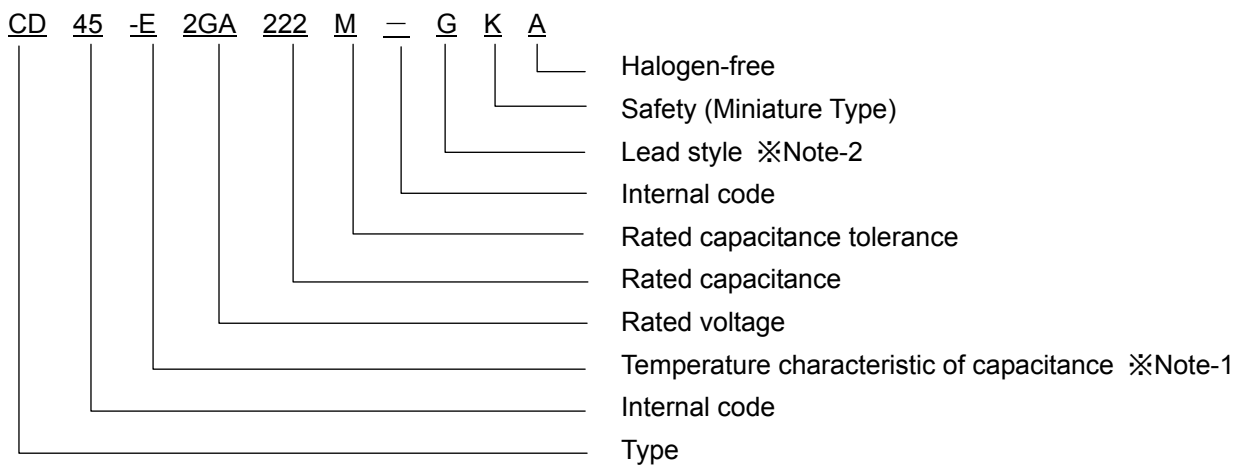 CD 45 -E 2GA 222 M － G K A
Halogen-free
Safety (Miniature Type)
Lead style ※Note-2
Internal code
Rated capacitance tolerance
Rated capacitance
Rated voltage
Temperature characteristic of capacitance ※Note-1
Internal code
Type